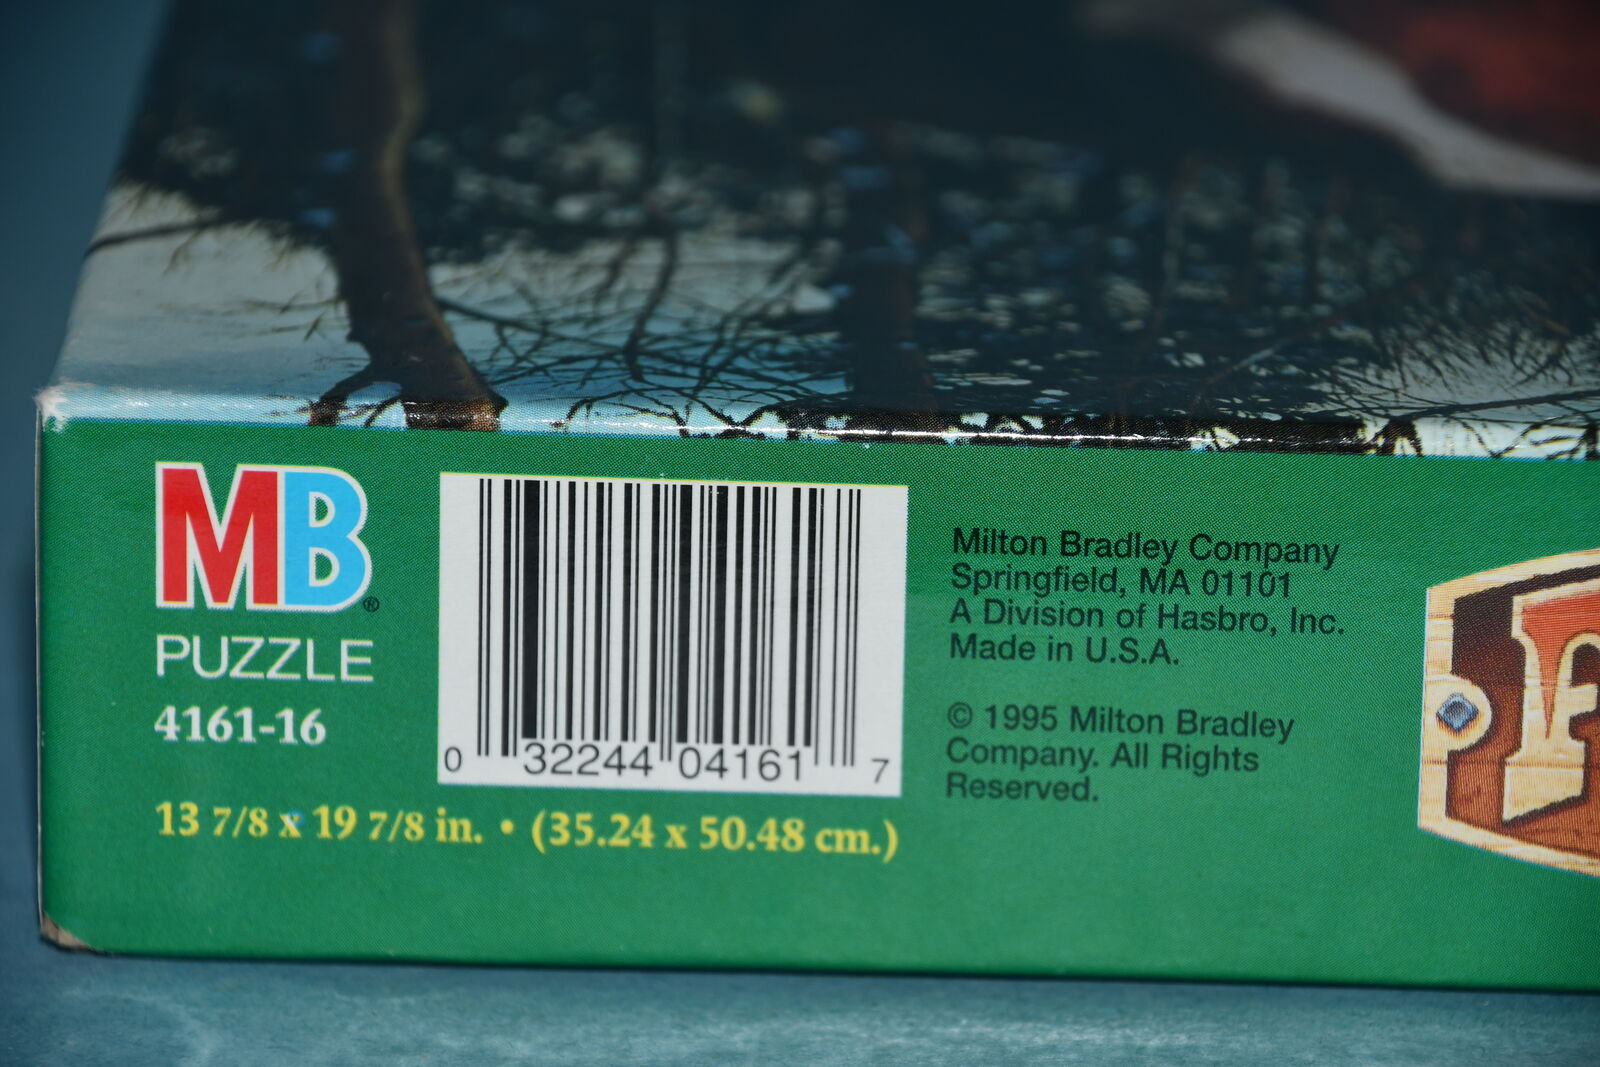 MB®
PUZZLE
4161-16
0 32244 04161 7
13 7/8 x 19 7/8 in. • (35.24 x 50.48 cm.)
Milton Bradley Company
Springfield, MA 01101
A Division of Hasbro, Inc.
Made in U.S.A.
© 1995 Milton Bradley
Company. All Rights
Reserved.